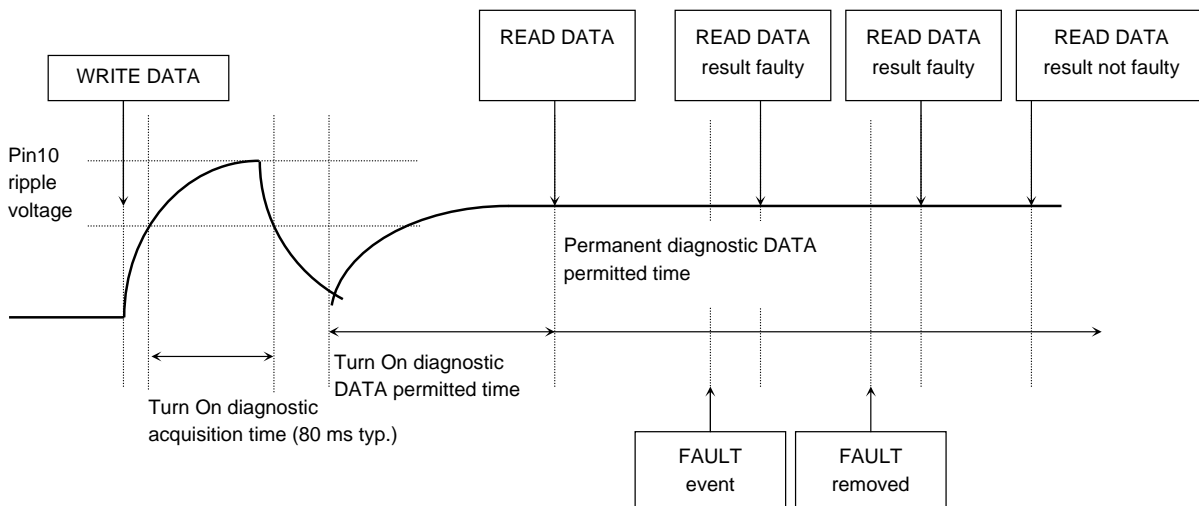 READ DATA
READ DATA
result faulty
READ DATA
result faulty
READ DATA
result not faulty
WRITE DATA
Pin10
ripple
voltage
Permanent diagnostic DATA
permitted time
Turn On diagnostic
DATA permitted time
Turn On diagnostic
acquisition time (80 ms typ.)
FAULT
event
FAULT
removed